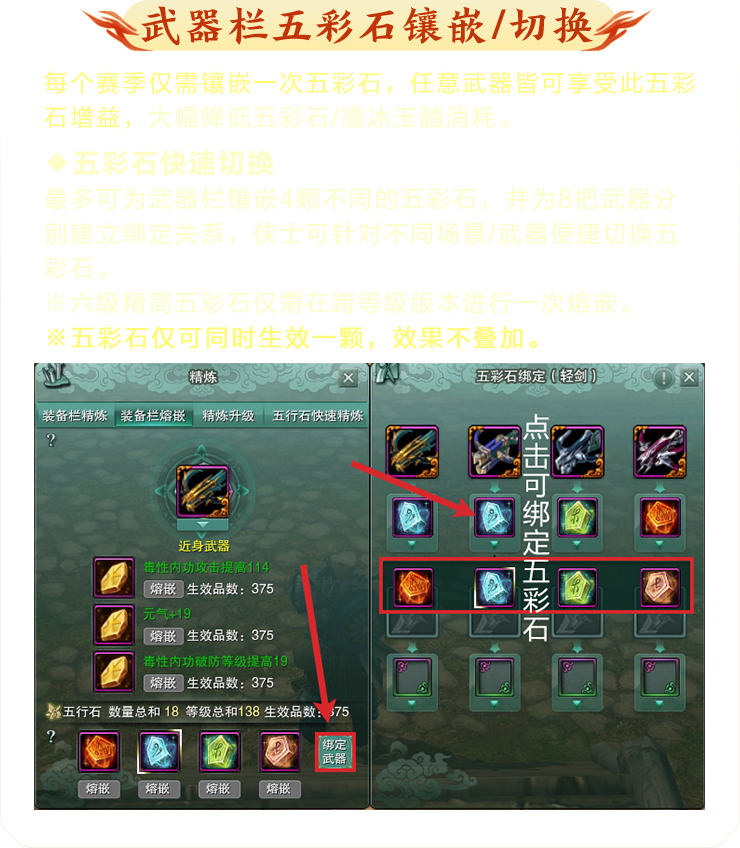 武器栏五彩石镶嵌/切换
每个赛季仅需镶嵌一次五彩石，任意武器皆可享受此五彩
石增益，大幅降低五彩石/凛冰玉髓消耗。
◆五彩石快速切换
最多可为武器栏镶嵌4颗不同的五彩石，并为8把武器分
别建立绑定关系，侠士可针对不同场景/武器便捷切换五
彩石。
※六级精简五彩石仅需在跨等级版本进行一次熔嵌。
※五彩石仅可同时生效一颗，效果不叠加。
精炼
装备栏精炼 装备栏熔嵌 精炼升级 五行石快速精炼
?
近身武器
毒性内功攻击提高114
熔嵌 生效品数：375
元气+19
熔嵌 生效品数：375
毒性内功破防等级提高19
熔嵌 生效品数：375
五行石 数量总和 18 等级总和138 生效品数：375
?
绑定
武器
熔嵌 熔嵌 熔嵌 熔嵌
五彩石绑定（轻剑）
点击可绑定五彩石